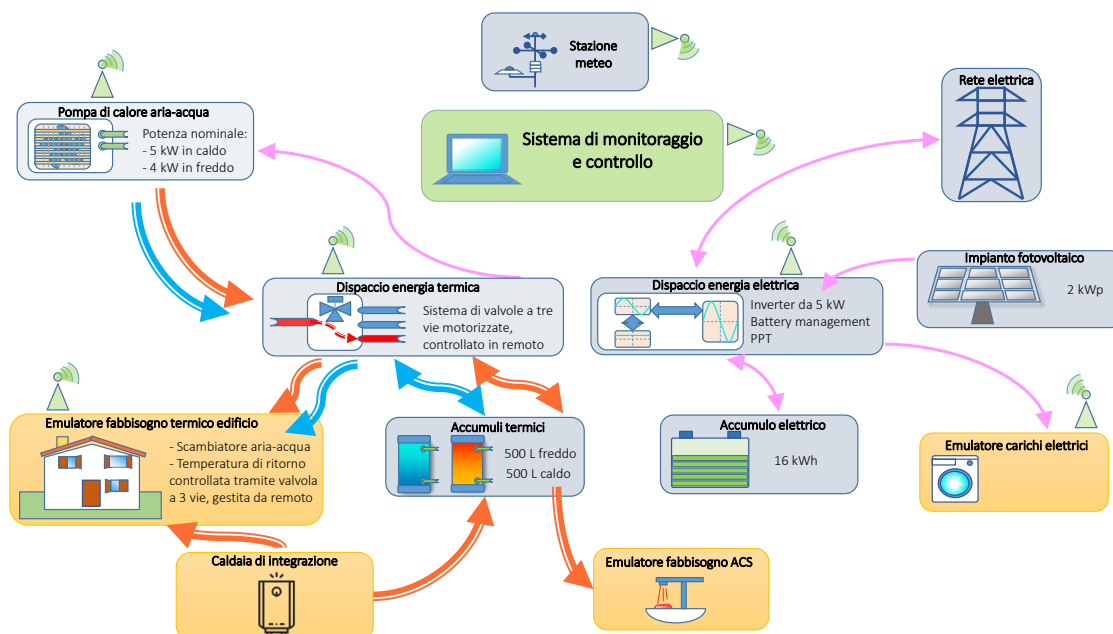 Stazione
meteo
Rete elettrica
Pompa di calore aria-acqua
Potenza nominale:
- 5 kW in caldo
- 4 kW in freddo
Sistema di monitoraggio
e controllo
Impianto fotovoltaico
2 kWp
Dispaccio energia termica
Sistema di valvole a tre
vie motorizzate,
controllato in remoto
Dispaccio energia elettrica
Inverter da 5 kW
Battery management
PPT
Emulatore fabbisogno termico edificio
- Scambiatore aria-acqua
- Temperatura di ritorno
controllata tramite valvola
a 3 vie, gestita da remoto
Accumuli termici
500 L freddo
500 L caldo
Accumulo elettrico
16 kWh
Emulatore carichi elettrici
Caldaia di integrazione
Emulatore fabbisogno ACS